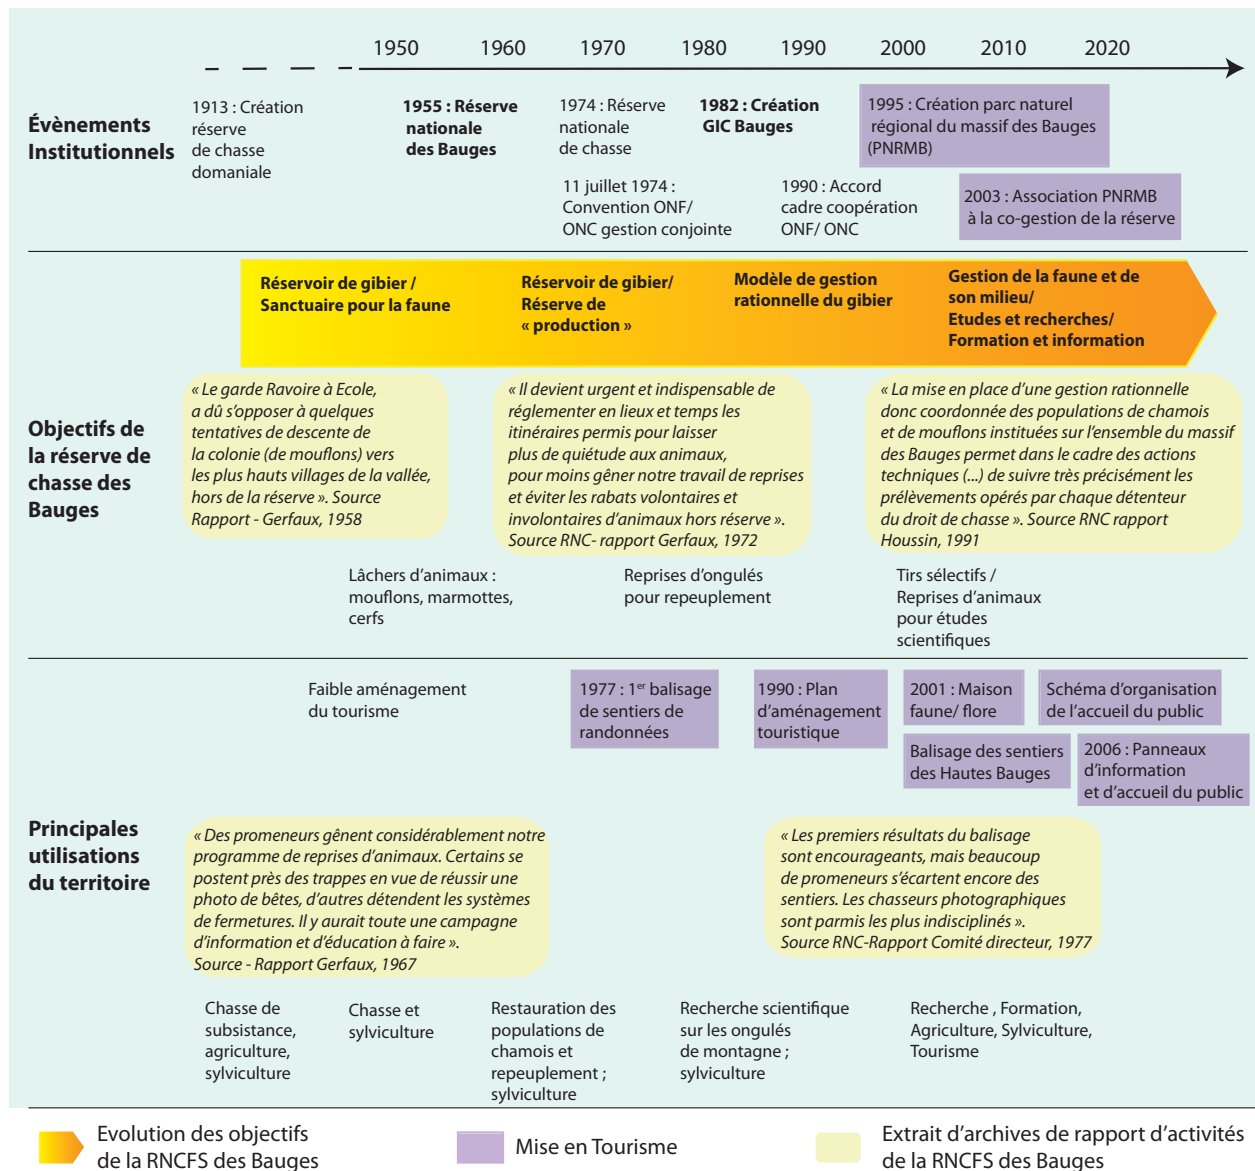 1950 1960 1970 1980 1990 2000 2010 2020
Évènements
Institutionnels
1913 : Création
réserve
de chasse
domaniale
1955 : Réserve
nationale
des Bauges
1974 : Réserve
nationale
de chasse
1982 : Création
GIC Bauges
1995 : Création parc naturel
régional du massif des Bauges
(PNRMB)
11 juillet 1974 :
Convention ONF/
ONC gestion conjointe
1990 : Accord
cadre coopération
ONF/ ONC
2003 : Association PNRMB
à la co-gestion de la réserve
Objectifs de
la réserve de
chasse des
Bauges
Réservoir de gibier /
Sanctuaire pour la faune
Réservoir de gibier/
Réserve de
« production »
Modèle de gestion
rationnelle du gibier
Gestion de la faune et de
son milieu/
Etudes et recherches/
Formation et information
« Le garde Ravoire à Ecole,
a dû s’opposer à quelques
tentatives de descente de
la colonie (de mouflons) vers
les plus hauts villages de la vallée,
hors de la réserve ». Source
Rapport - Gerfaux, 1958
« Il devient urgent et indispensable de
réglementer en lieux et temps les
itinéraires permis pour laisser
plus de quiétude aux animaux,
pour moins gêner notre travail de reprises
et éviter les rabats volontaires et
involontaires d’animaux hors réserve ».
Source RNC- rapport Gerfaux, 1972
« La mise en place d’une gestion rationnelle
donc coordonnée des populations de chamois
et de mouflons instituées sur l’ensemble du massif
des Bauges permet dans le cadre des actions
techniques (...) de suivre très précisément les
prélèvements opérés par chaque détenteur
du droit de chasse ». Source RNC rapport
Houssin, 1991
Lâchers d’animaux :
mouflons, marmottes,
cerfs
Reprises d’ongulés
pour repeuplement
Tirs sélectifs /
Reprises d’animaux
pour études
scientifiques
Principales
utilisations
du territoire
Faible aménagement
du tourisme
1977 : 1er balisage
de sentiers de
randonnées
1990 : Plan
d’aménagement
touristique
2001 : Maison
faune/ flore
Schéma d’organisation
de l’accueil du public
Balisage des sentiers
des Hautes Bauges
2006 : Panneaux
d’information
et d’accueil du public
« Des promeneurs gênent considérablement notre
programme de reprises d’animaux. Certains se
postent près des trappes en vue de réussir une
photo de bêtes, d’autres détendent les systèmes
de fermetures. Il y aurait toute une campagne
d’information et d’éducation à faire ».
Source - Rapport Gerfaux, 1967
« Les premiers résultats du balisage
sont encourageants, mais beaucoup
de promeneurs s’écartent encore des
sentiers. Les chasseurs photographiques
sont parmis les plus indisciplinés ».
Source RNC-Rapport Comité directeur, 1977
Chasse de
subsistance,
agriculture,
sylviculture
Chasse et
sylviculture
Restauration des
populations de
chamois et
repeuplement ;
sylviculture
Recherche scientifique
sur les ongulés
de montagne ;
sylviculture
Recherche , Formation,
Agriculture, Sylviculture,
Tourisme
Evolution des objectifs
de la RNCFS des Bauges
Mise en Tourisme
Extrait d’archives de rapport d’activités
de la RNCFS des Bauges